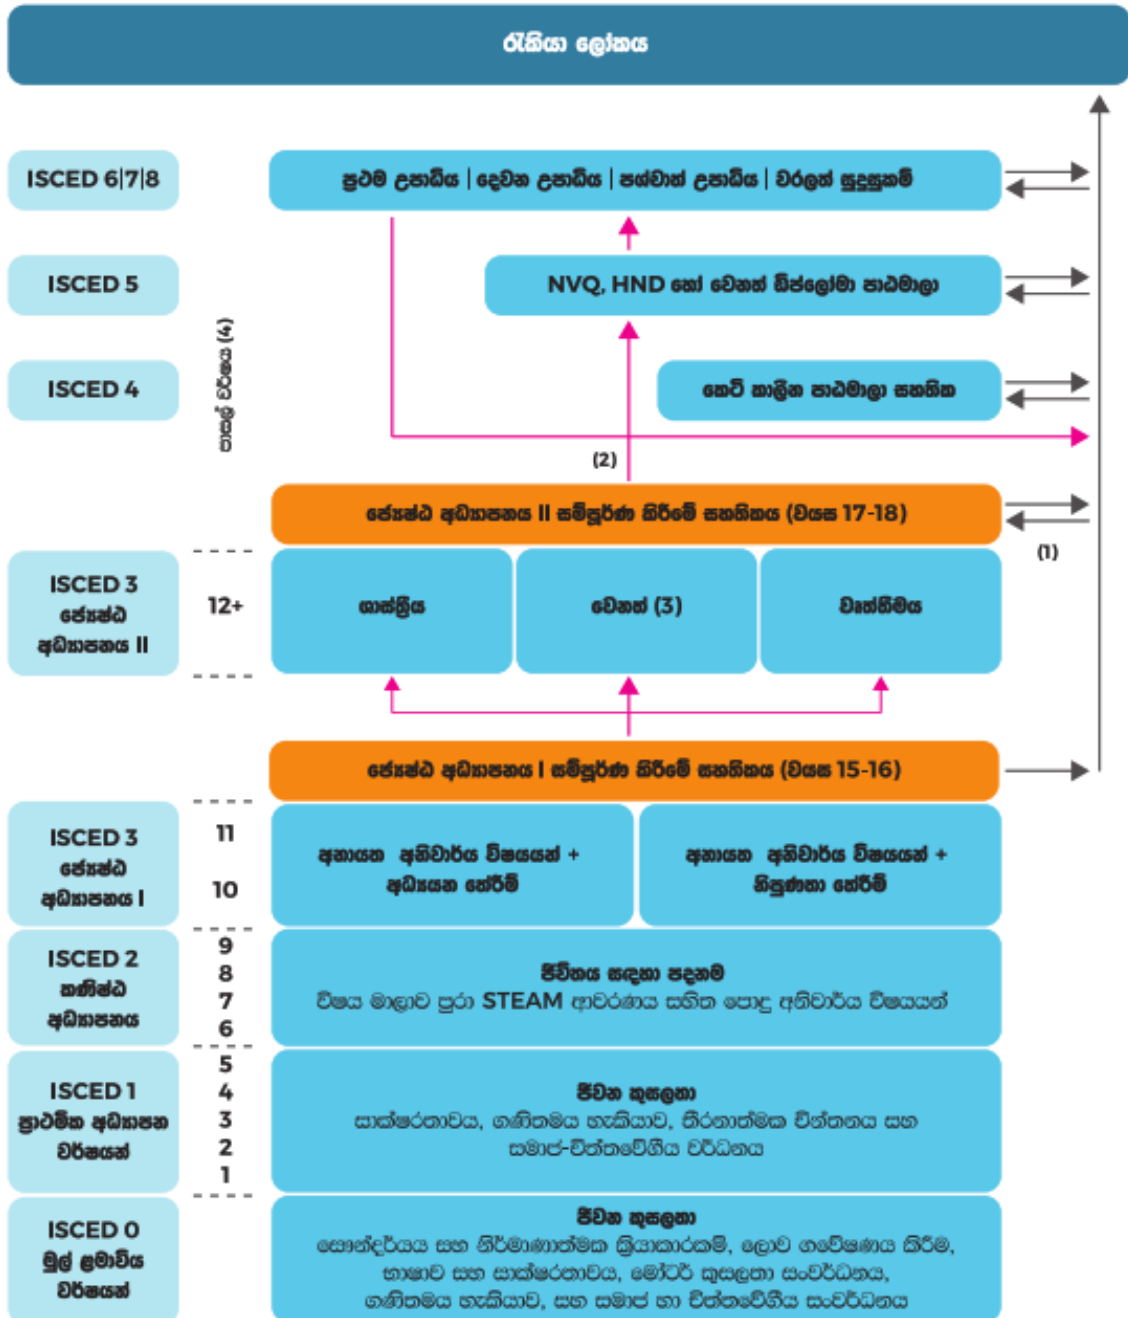 රැකියා ලෝකය
ISCED 6|7|8
ප්‍රථම උපාධිය | දෙවන උපාධිය | පශ්චාත් උපාධිය | වරලත් සුදුසුකම්
ISCED 5
NVQ, HND හෝ වෙනත් ඩිප්ලෝමා පාඨමාලා
ISCED 4
කෙටි කාලීන පාඨමාලා සහතික
පාසල් වර්ෂය (4)
(2)
ජ්‍යෙෂ්ඨ අධ්‍යාපනය II සම්පූර්ණ කිරීමේ සහතිකය (වයස 17-18)
(1)
ISCED 3
ජ්‍යෙෂ්ඨ
අධ්‍යාපනය II
12+
ශාස්ත්‍රීය
වෙනත් (3)
වෘත්තීමය
ජ්‍යෙෂ්ඨ අධ්‍යාපනය I සම්පූර්ණ කිරීමේ සහතිකය (වයස 15-16)
ISCED 3
ජ්‍යෙෂ්ඨ
අධ්‍යාපනය I
11
10
අනායත අනිවාර්ය විෂයයන් +
අධ්‍යයන තේරීම්
අනායත අනිවාර්ය විෂයයන් +
නිපුණතා තේරීම්
ISCED 2
කණිෂ්ඨ
අධ්‍යාපනය
9
8
7
6
ජීවිතය සඳහා පදනම
විෂය මාලාව පුරා STEAM ආවරණය සහිත පොදු අනිවාර්ය විෂයයන්
ISCED 1
ප්‍රාථමික අධ්‍යාපන
වර්ෂයන්
5
4
3
2
1
ජීවන කුසලතා
සාක්ෂරතාවය, ගණිතමය හැකියාව, තීරනාත්මක චින්තනය සහ
සමාජ-චිත්තවේගීය වර්ධනය
ISCED 0
මුල් ළමාවිය
වර්ෂයන්
ජීවන කුසලතා
සෞන්දර්යය සහ නිර්මාණාත්මක ක්‍රියාකාරකම්, ලොව ගවේෂණය කිරීම,
භාෂාව සහ සාක්ෂරතාවය, මෝටර් කුසලතා සංවර්ධනය,
ගණිතමය හැකියාව, සහ සමාජ හා චිත්තවේගීය සංවර්ධනය